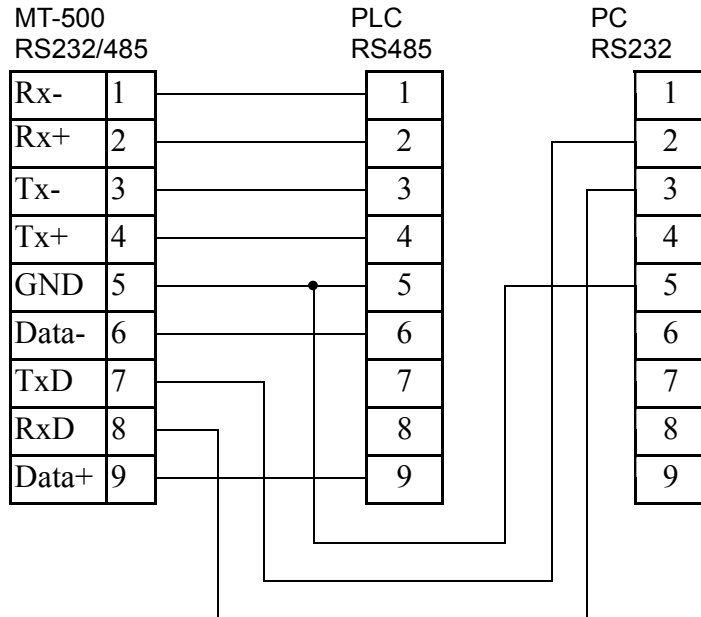 MT-500 PLC PC
RS232/485 RS485 RS232
Rx- 1 1 1
Rx+ 2 2 2
Tx- 3 3 3
Tx+ 4 4 4
GND 5 5 5
Data- 6 6 6
TxD 7 7 7
RxD 8 8 8
Data+ 9 9 9